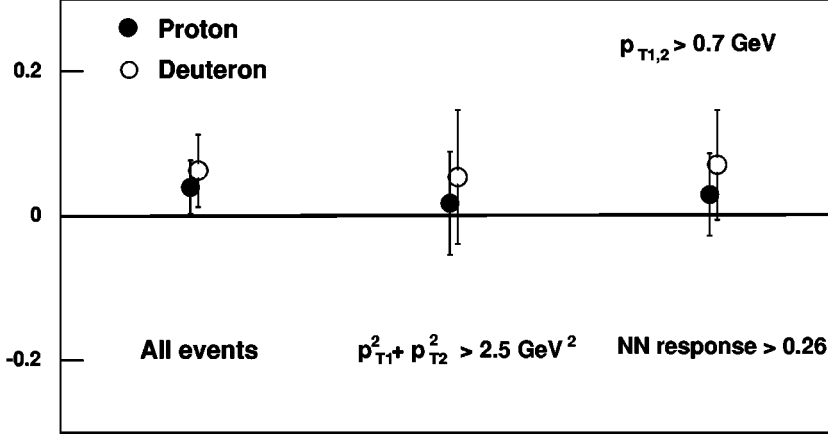 Proton
p T1,2 > 0.7 GeV
0.2
Deuteron
0
All events
p²T1 + p²T2 > 2.5 GeV²
NN response > 0.26
-0.2